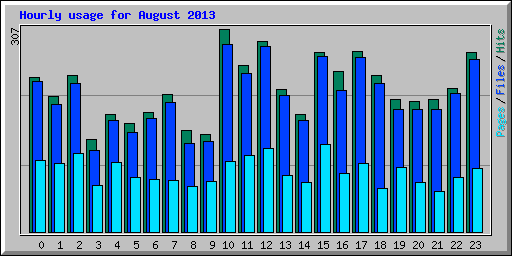 Hourly usage for August 2013
307
Pages/Files/Hits
0 1 2 3 4 5 6 7 8 9 10 11 12 13 14 15 16 17 18 19 20 21 22 23